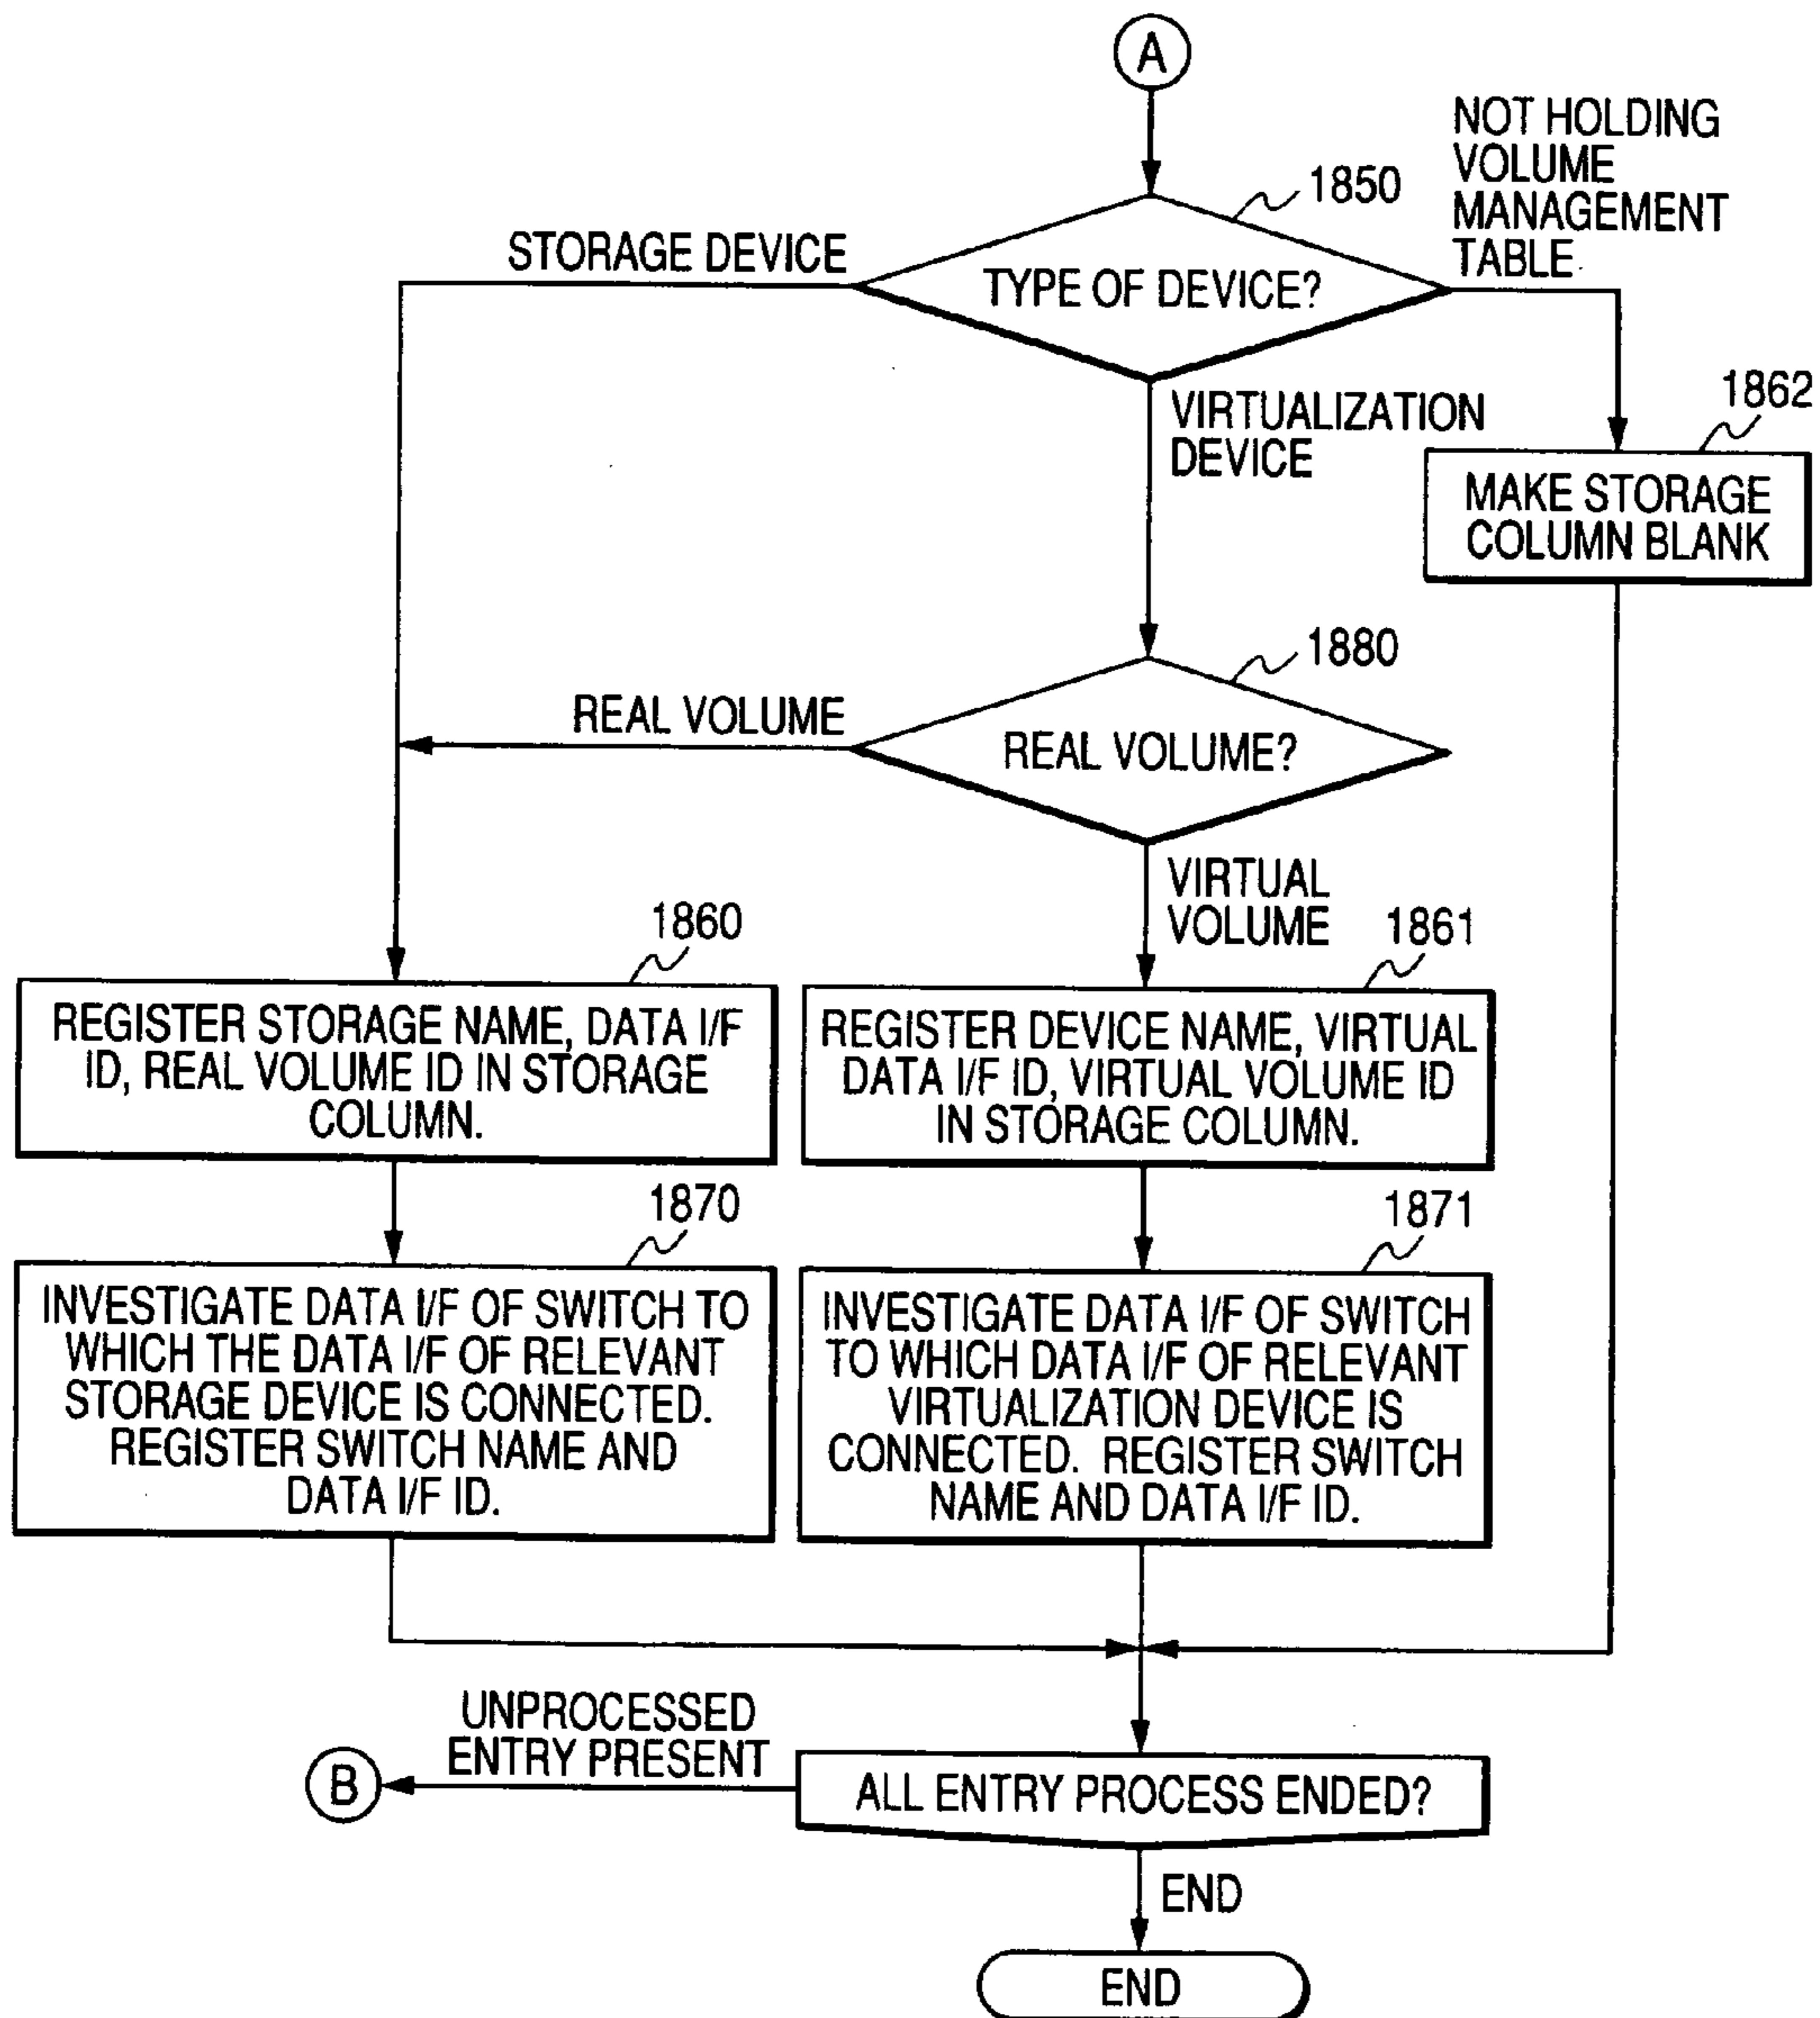 A
NOT HOLDING
VOLUME
MANAGEMENT
TABLE
1850
STORAGE DEVICE
TYPE OF DEVICE?
1862
VIRTUALIZATION
DEVICE
MAKE STORAGE
COLUMN BLANK
1880
REAL VOLUME
REAL VOLUME?
VIRTUAL
VOLUME
1860
1861
REGISTER STORAGE NAME, DATA I/F
ID, REAL VOLUME ID IN STORAGE
COLUMN.
REGISTER DEVICE NAME, VIRTUAL
DATA I/F ID, VIRTUAL VOLUME ID
IN STORAGE COLUMN.
1870
1871
INVESTIGATE DATA I/F OF SWITCH TO
WHICH THE DATA I/F OF RELEVANT
STORAGE DEVICE IS CONNECTED.
REGISTER SWITCH NAME AND
DATA I/F ID.
INVESTIGATE DATA I/F OF SWITCH
TO WHICH DATA I/F OF RELEVANT
VIRTUALIZATION DEVICE IS
CONNECTED. REGISTER SWITCH
NAME AND DATA I/F ID.
UNPROCESSED
ENTRY PRESENT
B
ALL ENTRY PROCESS ENDED?
END
END